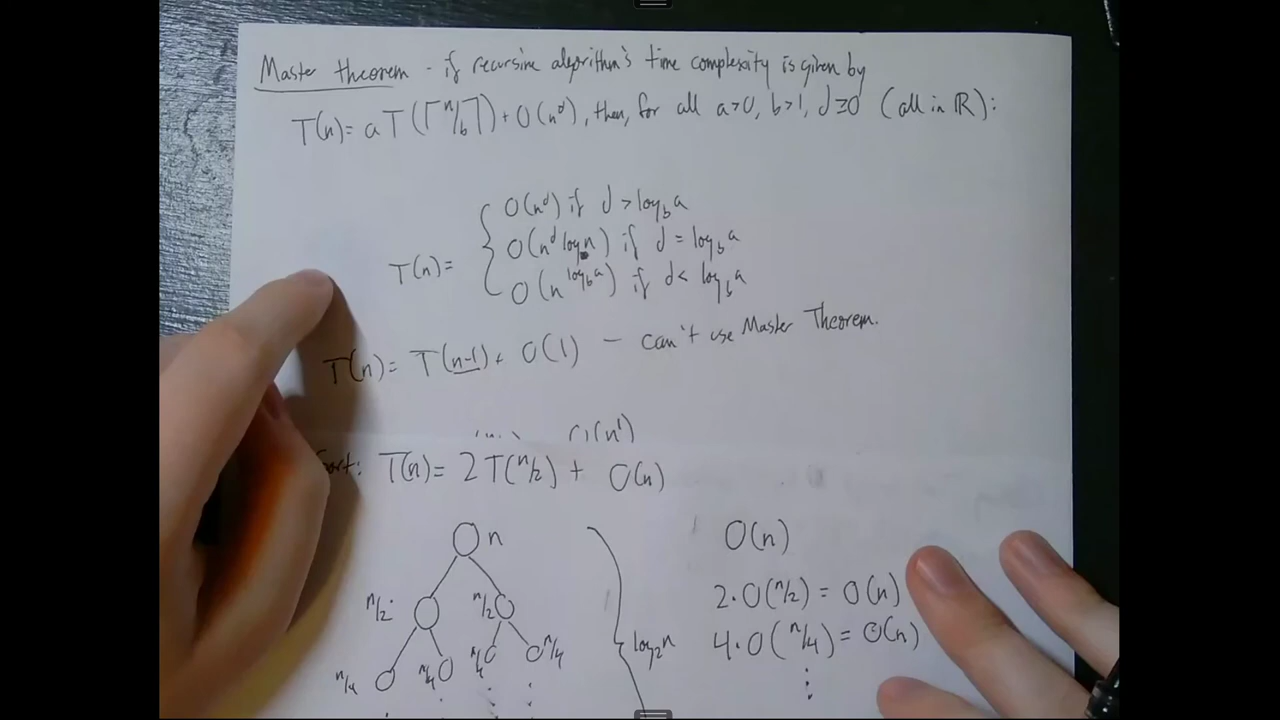 Master theorem - if recursive algorithm's time complexity is given by
T(n) = a T(⌈n/b⌉) + O(n^d), then, for all a>0, b>1, d≥0 (all in ℝ):
O(n^d) if d > log_b a
T(n) = { O(n^d log n) if d = log_b a
O(n^{log_b a}) if d < log_b a
T(n) = T(n-1) + O(1) - can't use Master Theorem.
O(n^1)
T(n) = 2T(n/2) + O(n)
n
O(n)
n/2 n/2
2·O(n/2) = O(n)
n/4 n/4 n/4 n/4
log_2 n
4·O(n/4) = O(n)